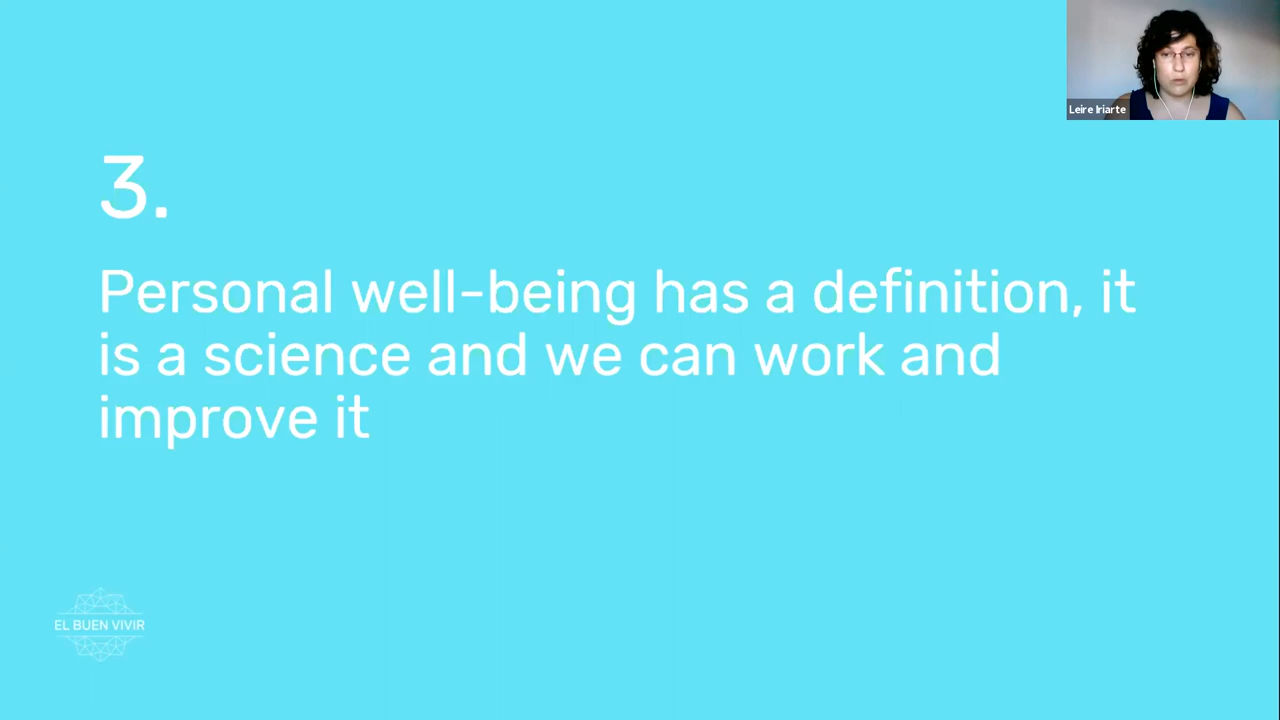 Leire Iriarte
3.
Personal well-being has a definition, it
is a science and we can work and
improve it
EL BUEN VIVIR